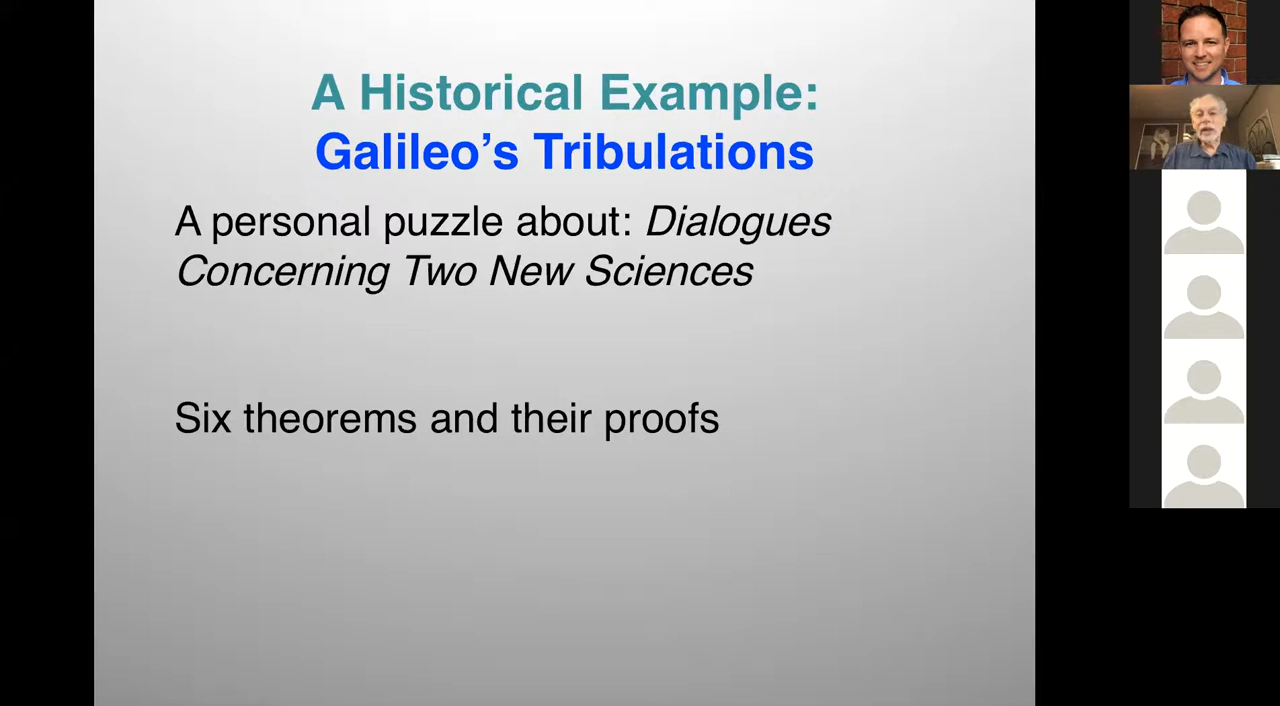 A Historical Example:
Galileo’s Tribulations
A personal puzzle about: Dialogues
Concerning Two New Sciences
Six theorems and their proofs